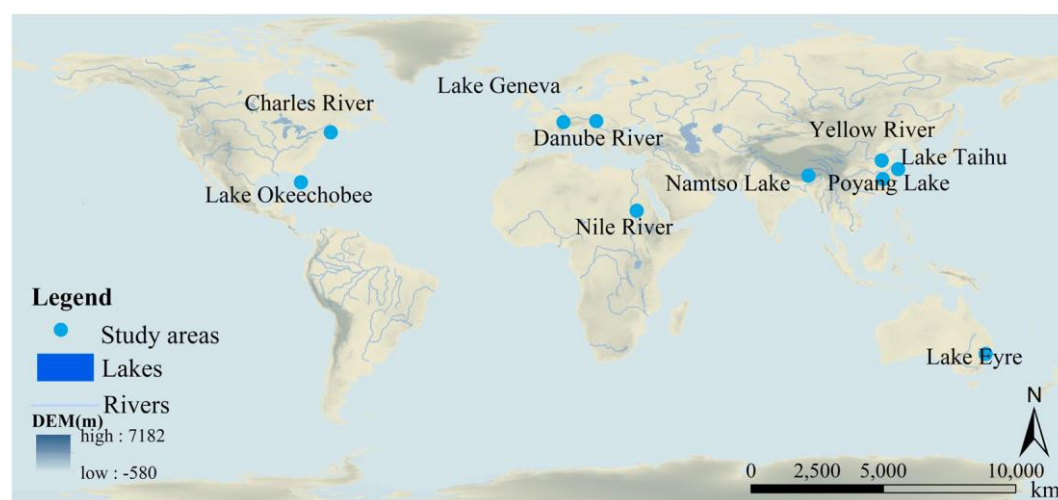 Lake Geneva
Charles River
Danube River
Yellow River
Lake Taihu
Namtso Lake
Poyang Lake
Lake Okeechobee
Nile River
Lake Eyre
Legend
Study areas
Lakes
Rivers
DEM(m)
high : 7182
low : -580
N
0 2,500 5,000 10,000
km